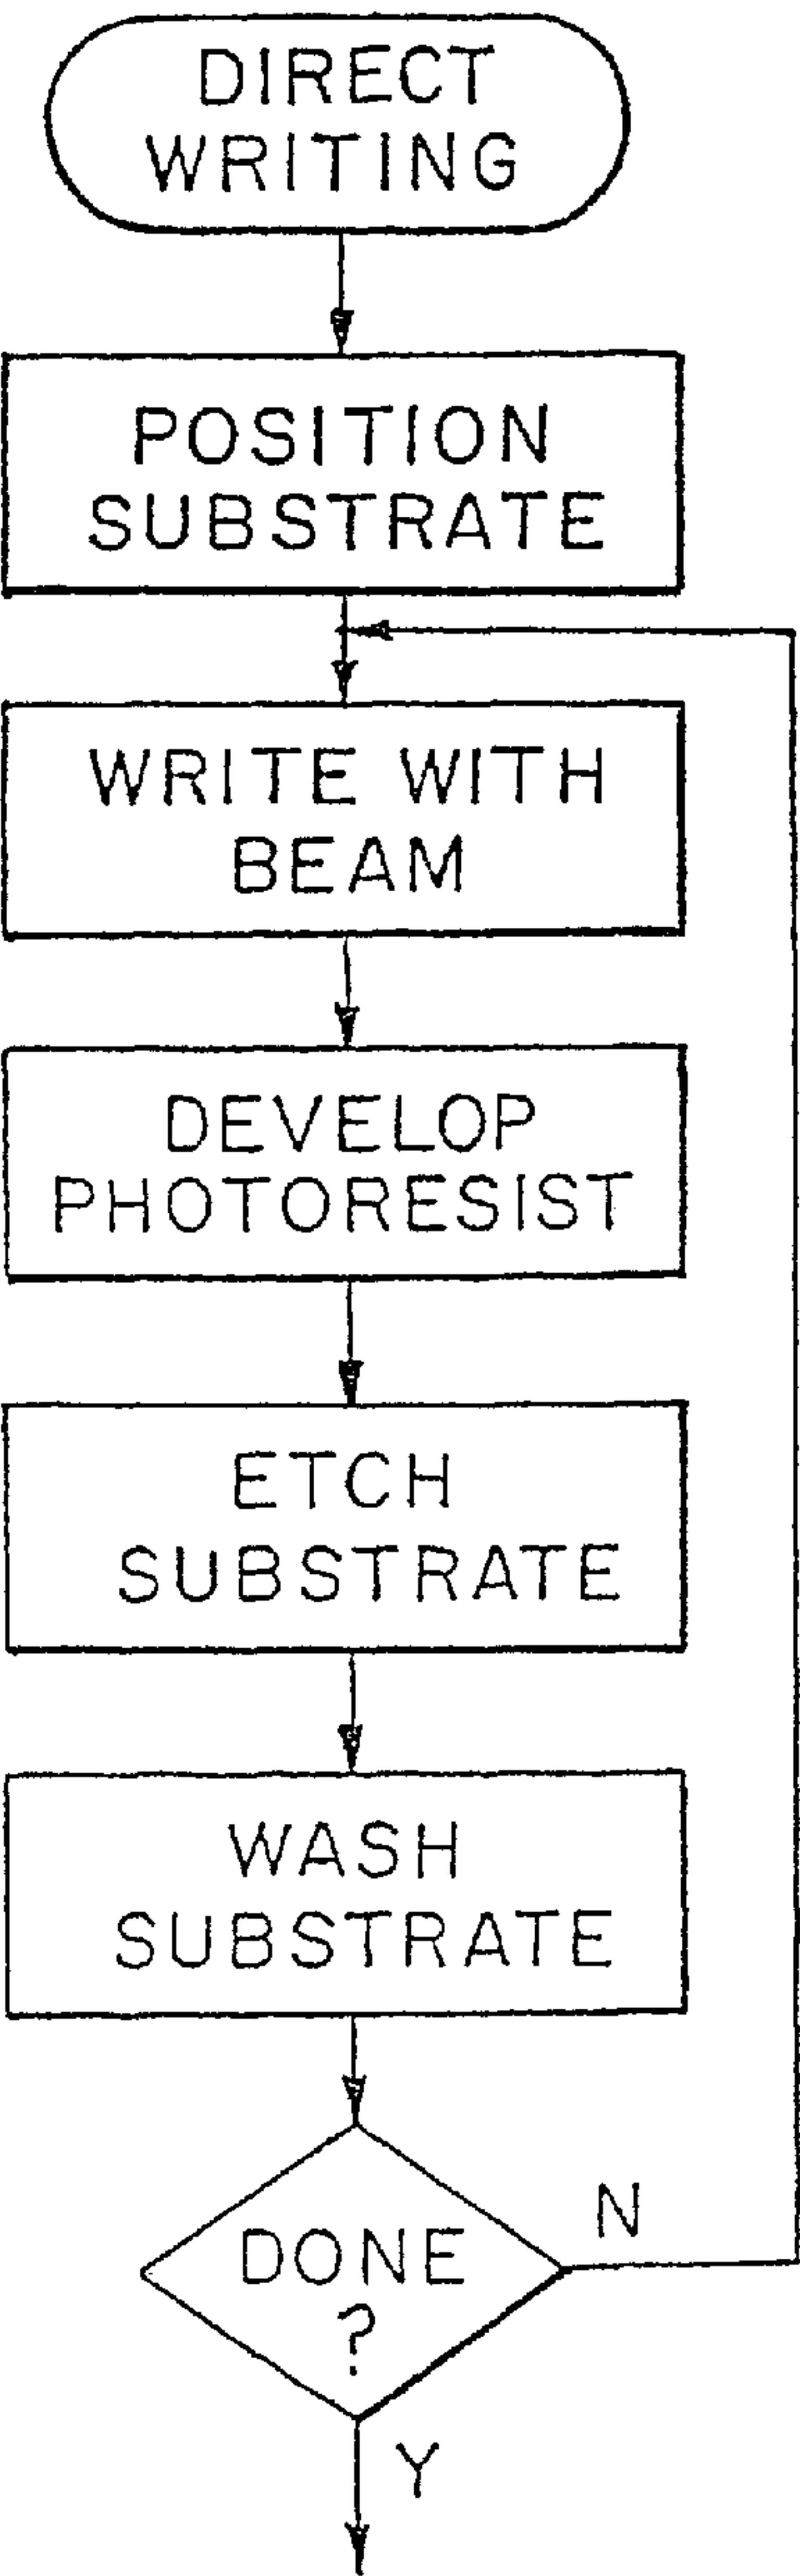 DIRECT
WRITING
POSITION
SUBSTRATE
WRITE WITH
BEAM
DEVELOP
PHOTORESIST
ETCH
SUBSTRATE
WASH
SUBSTRATE
DONE
?
N
Y